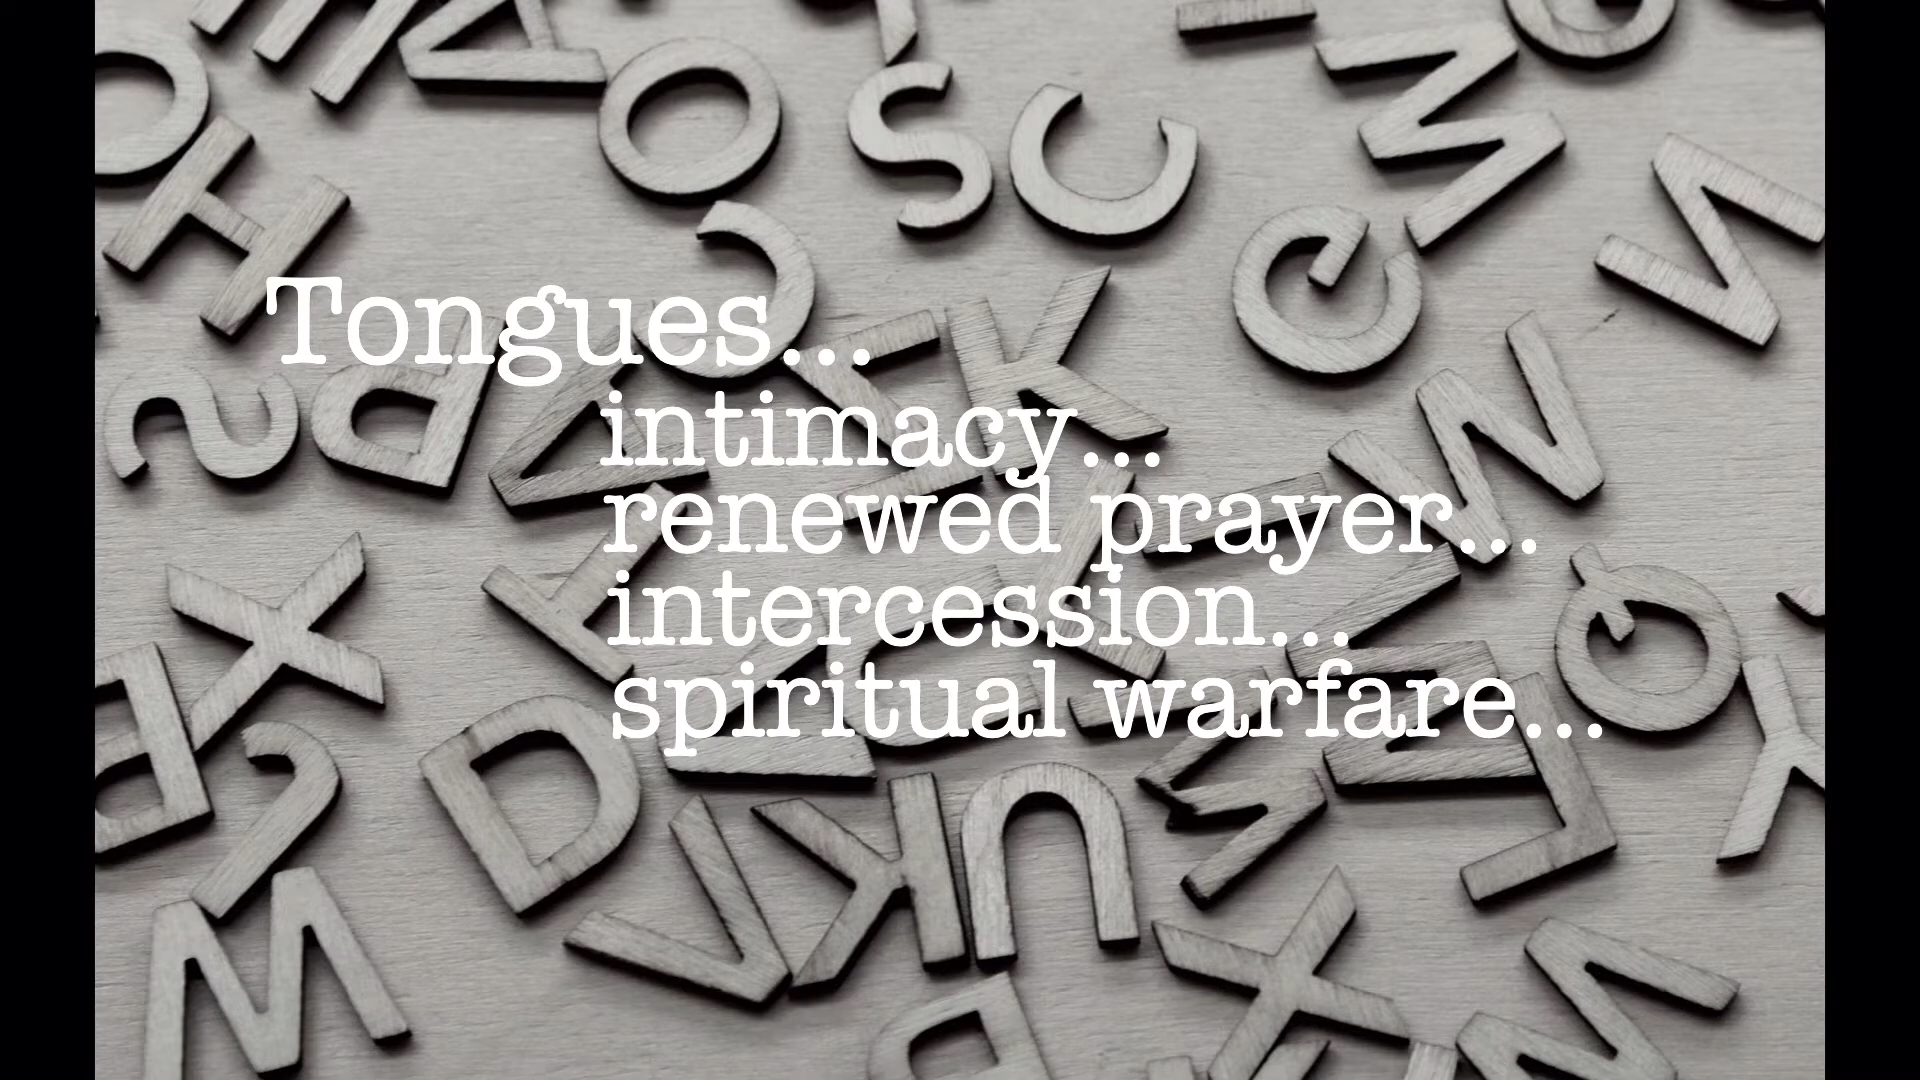 Tongues...
intimacy...
renewed prayer...
intercession...
spiritual warfare...